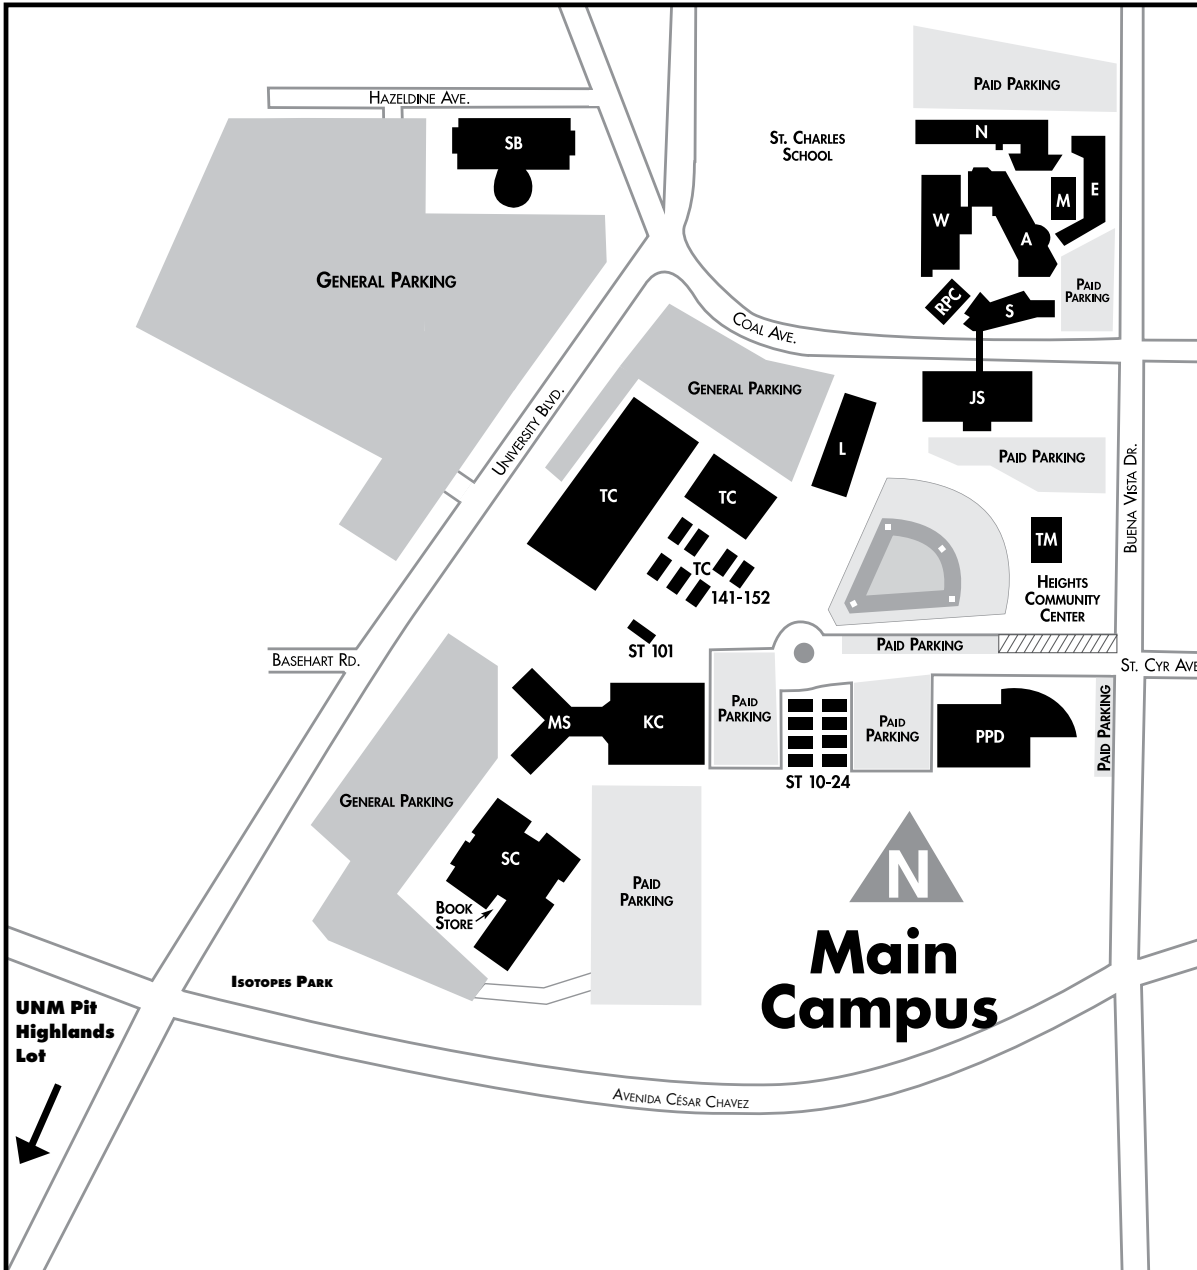 PAID PARKING
HAZELDINE AVE.
SB
ST. CHARLES
SCHOOL
N
E
M
W
A
GENERAL PARKING
PAID
PARKING
RPC
S
COAL AVE.
JS
GENERAL PARKING
UNIVERSITY BLVD.
L
PAID PARKING
BUENA VISTA DR.
TC
TC
TM
TC
141-152
HEIGHTS
COMMUNITY
CENTER
ST 101
PAID PARKING
BASEHART RD.
ST. CYR AVE
PAID
PARKING
MS
KC
PAID
PARKING
PPD
PAID PARKING
ST 10-24
GENERAL PARKING
SC
N
PAID
PARKING
BOOK
STORE
Main
Campus
ISOTOPES PARK
UNM Pit
Highlands
Lot
AVENIDA CÉSAR CHAVEZ